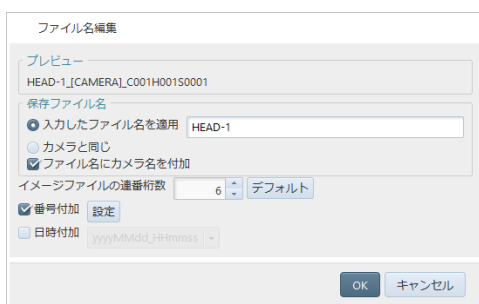 ファイル名編集
プレビュー
HEAD-1_[CAMERA]_C001H001S0001
保存ファイル名
入力したファイル名を適用 HEAD-1
カメラと同じ
ファイル名にカメラ名を付加
イメージファイルの連番桁数 6 デフォルト
番号付加 設定
日時付加 yyyyMMdd_HHmmss
OK キャンセル